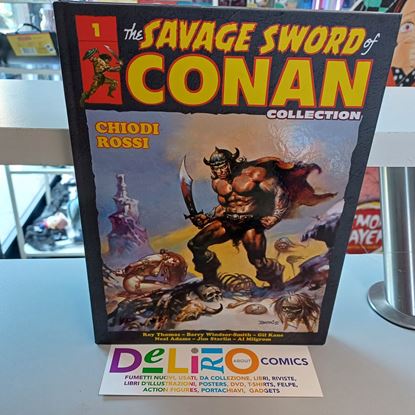 1
The SAVAGE SWORD of
CONAN
COLLECTION
CHIODI
ROSSI
Roy Thomas - Barry Windsor-Smith - Gil Kane
Neal Adams - Jim Starlin - Al Milgrom
DeLiRiO ABOUT COMICS
FUMETTI NUOVI, USATI, DA COLLEZIONE, LIBRI, RIVISTE,
LIBRI D'ILLUSTRAZIONI, POSTERS, DVD, T-SHIRTS, FELPE,
ACTION FIGURES, PORTACHIAVI, GADGETS